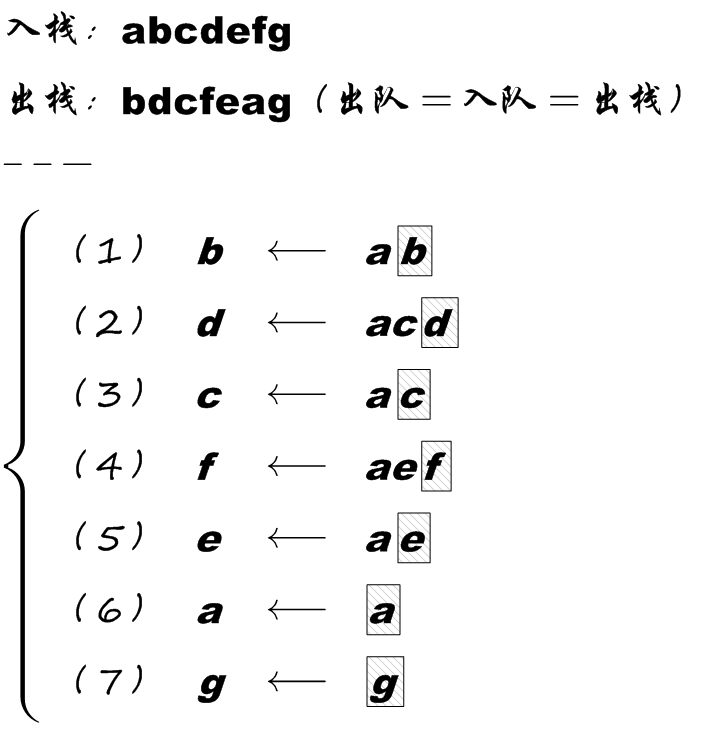 入栈：abcdefg
出栈：bdcfeag（出队＝入队＝出栈）
———
(1) b ⟵ ab
(2) d ⟵ acd
(3) c ⟵ ac
(4) f ⟵ aef
(5) e ⟵ ae
(6) a ⟵ a
(7) g ⟵ g